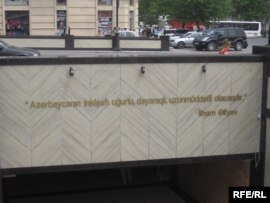 "Azərbaycanın inkişafı uğurlu, dayanıqlı, uzunmüddətli olacaqdır."
İlham Əliyev
RFE/RL